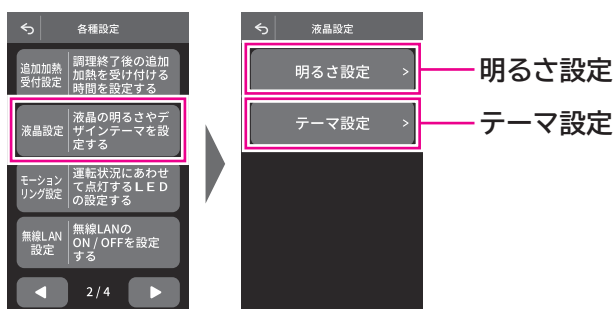 各種設定
追加加熱
受付設定
調理終了後の追加
加熱を受け付ける
時間を設定する
液晶設定
液晶の明るさやデ
ザインテーマを設
定する
モーション
リング設定
運転状況にあわせ
て点灯するLED
の設定する
無線LAN
設定
無線LANの
ON / OFFを設定
する
2/4
液晶設定
明るさ設定 >
テーマ設定 >
明るさ設定
テーマ設定